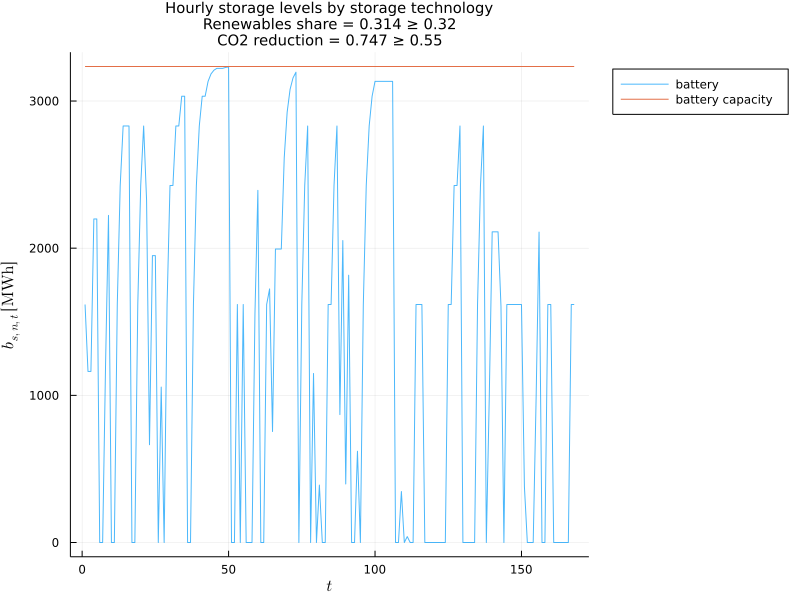 Hourly storage levels by storage technology
Renewables share = 0.314 ≥ 0.32
CO2 reduction = 0.747 ≥ 0.55
battery
battery capacity
3000
2000
1000
0
b_{s, n, t} [MWh]
0 50 100 150
t